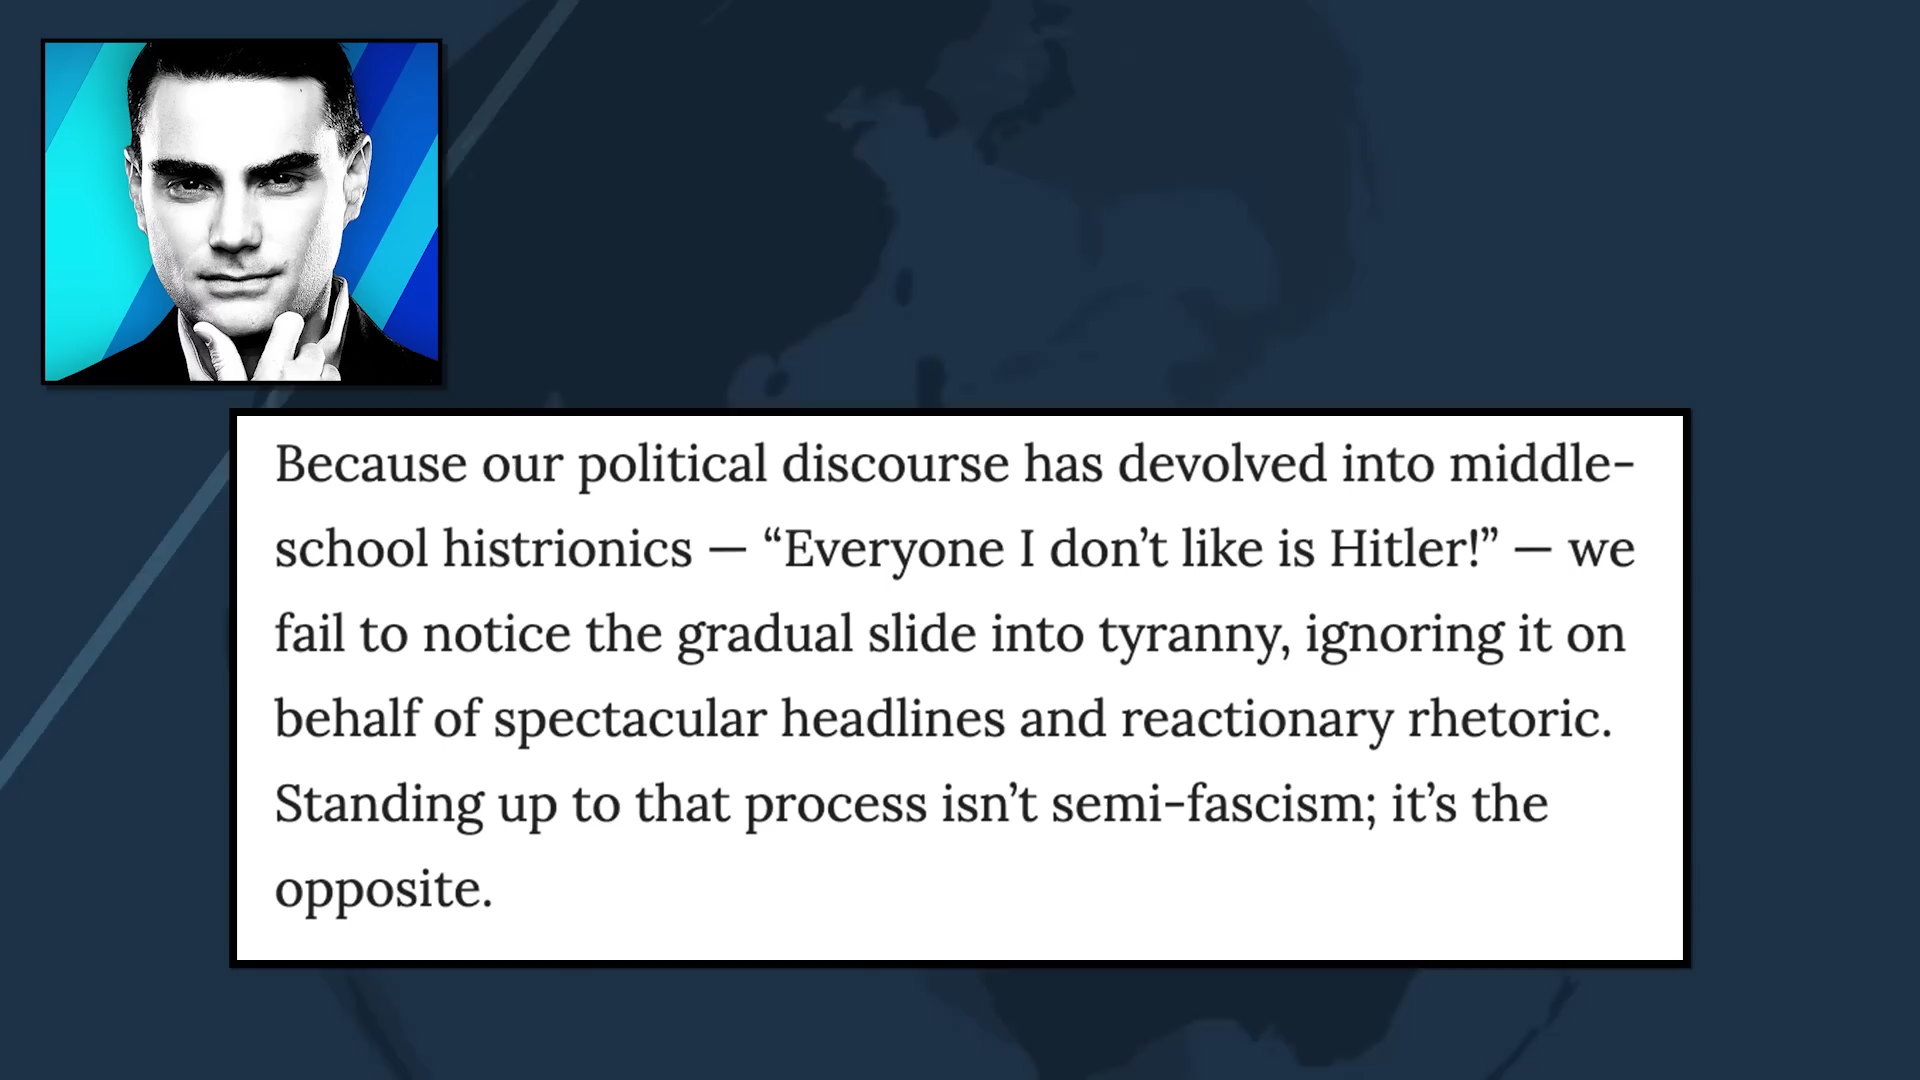 Because our political discourse has devolved into middle-
school histrionics — “Everyone I don’t like is Hitler!” — we
fail to notice the gradual slide into tyranny, ignoring it on
behalf of spectacular headlines and reactionary rhetoric.
Standing up to that process isn’t semi-fascism; it’s the
opposite.